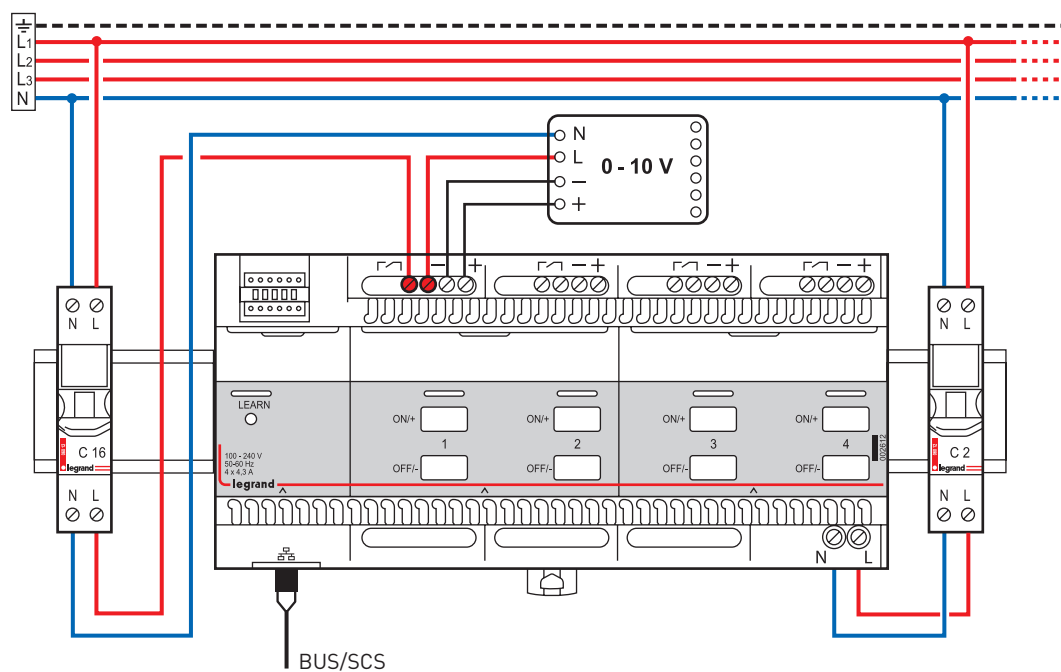 L1
L2
L3
N
N
L
0 - 10 V
−
+
− +
− +
− +
− +
N L
N L
LEARN
ON/+
ON/+
ON/+
ON/+
1
2
3
4
002612
C 16
legrand
C 2
legrand
100 - 240 V
50-60 Hz
4 x 4,3 A
OFF/-
OFF/-
OFF/-
OFF/-
legrand
N L
N L
N L
BUS/SCS